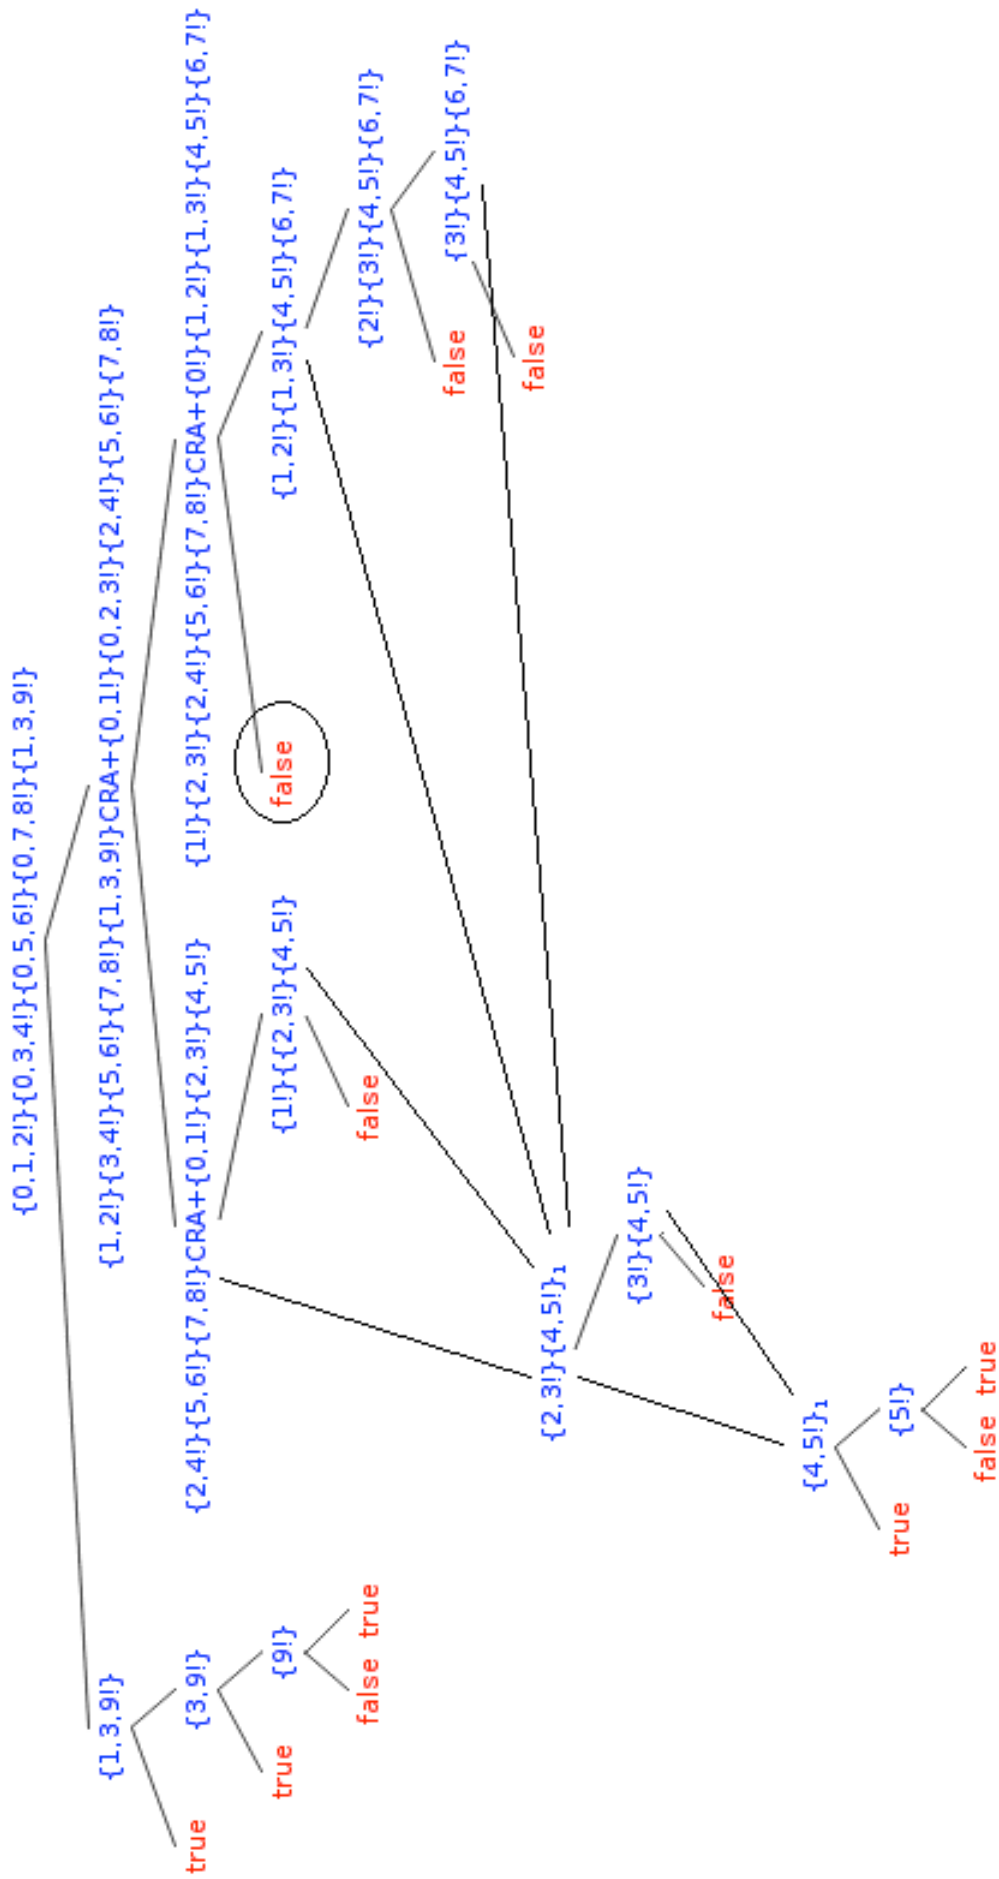 {0,1,2!}{0,3,4!}{0,5,6!}{0,7,8!}{1,3,9!}
{1,3,9!}
{1,2!}{3,4!}{5,6!}{7,8!}{1,3,9!}CRA+{0,1!}{0,2,3!}{2,4!}{5,6!}{7,8!}
true
{3,9!}
{2,4!}{5,6!}{7,8!}CRA+{0,1!}{2,3!}{4,5!}
{1!}{2,3!}{2,4!}{5,6!}{7,8!}CRA+{0!}{1,2!}{1,3!}{4,5!}{6,7!}
true
{9!}
{1!}{{2,3!}{4,5!}
false
{1,2!}{1,3!}{4,5!}{6,7!}
false
true
false
{2!}{3!}{4,5!}{6,7!}
false
{3!}{4,5!}{6,7!}
false
{2,3!}{4,5!}₁
{3!}{4,5!}
false
{4,5!}₁
true
{5!}
false
true